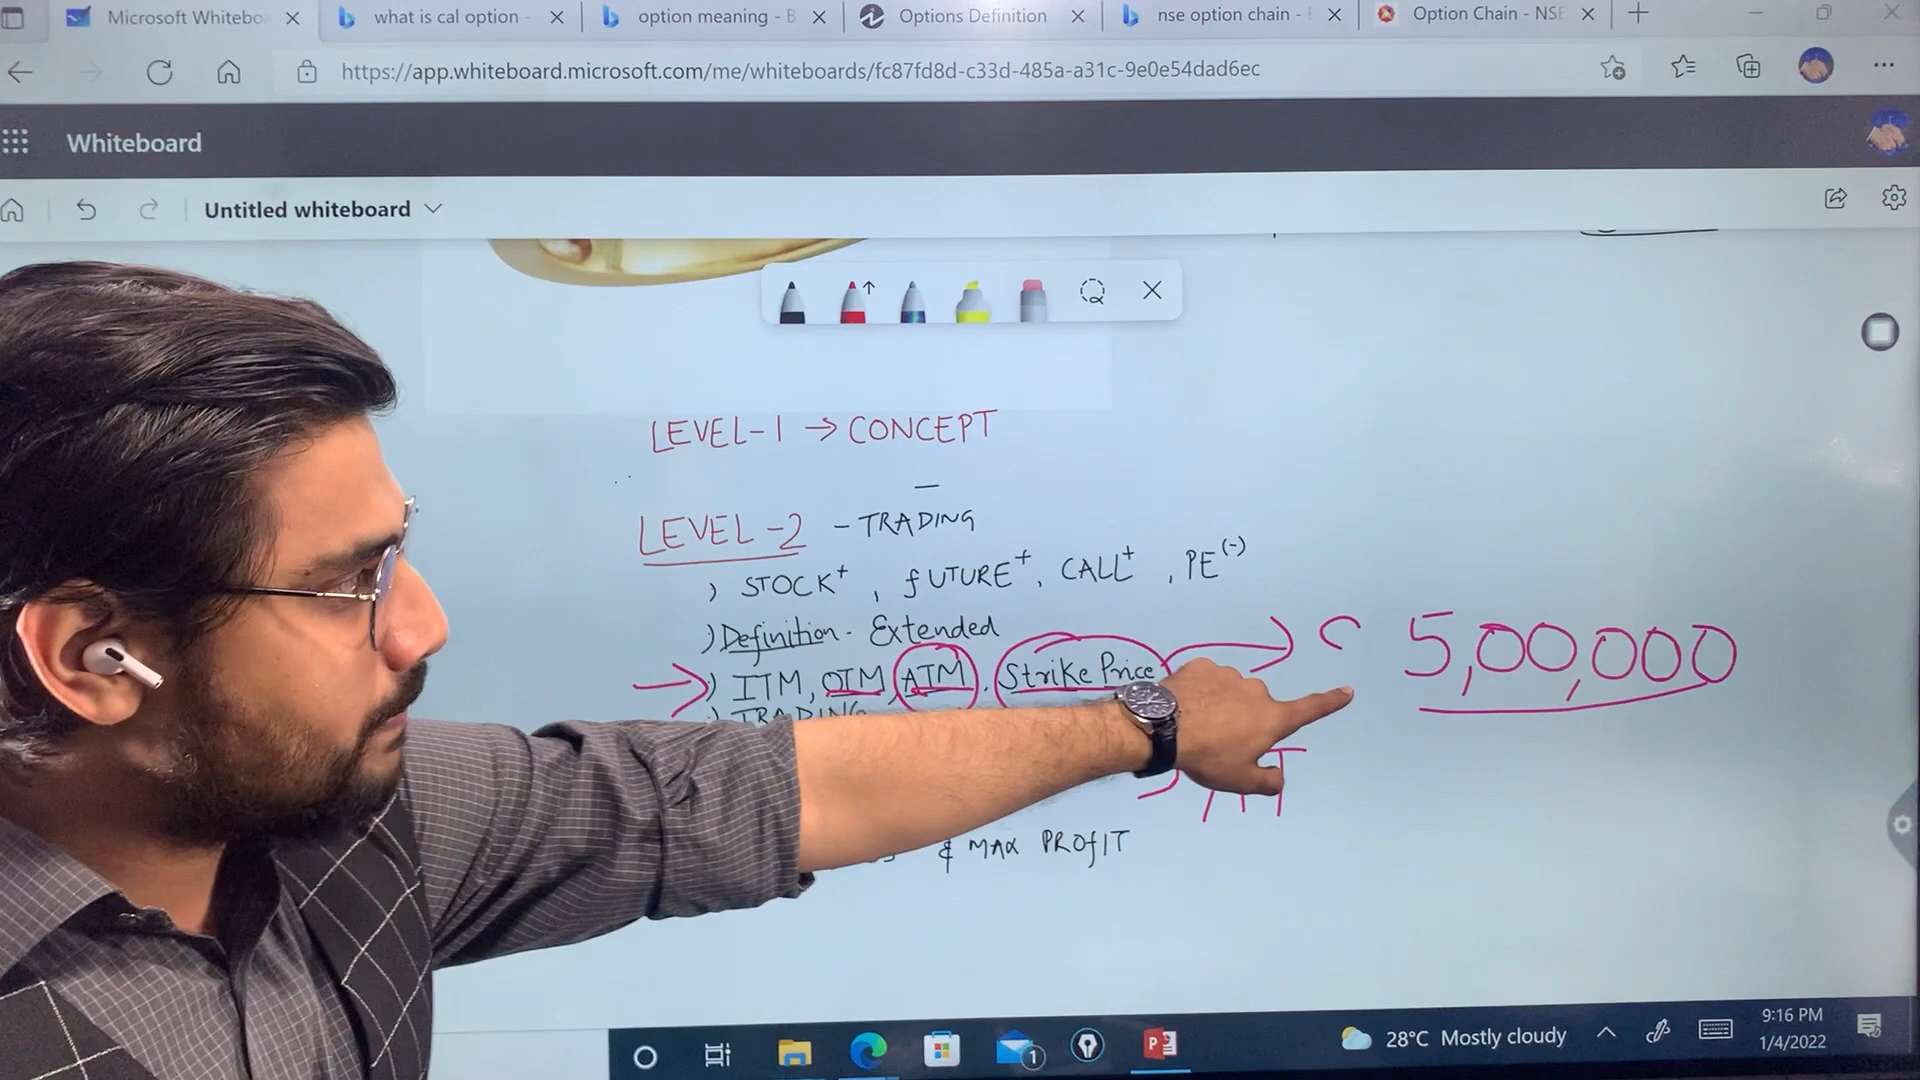 Microsoft Whitebo
what is cal option -
option meaning - B
Options Definition
nse option chain -
Option Chain - NSE
https://app.whiteboard.microsoft.com/me/whiteboards/fc87fd8d-c33d-485a-a31c-9e0e54dad6ec
Whiteboard
Untitled whiteboard
LEVEL-1 → CONCEPT
LEVEL-2 - TRADING
) STOCK+, fUTURE+, CALL+, PE(-)
) Definition - Extended
→ ) ITM, OTM, ATM, Strike Price → 5,00,000
) TRADING
& MAX PROfIT
28°C Mostly cloudy
9:16 PM
1/4/2022